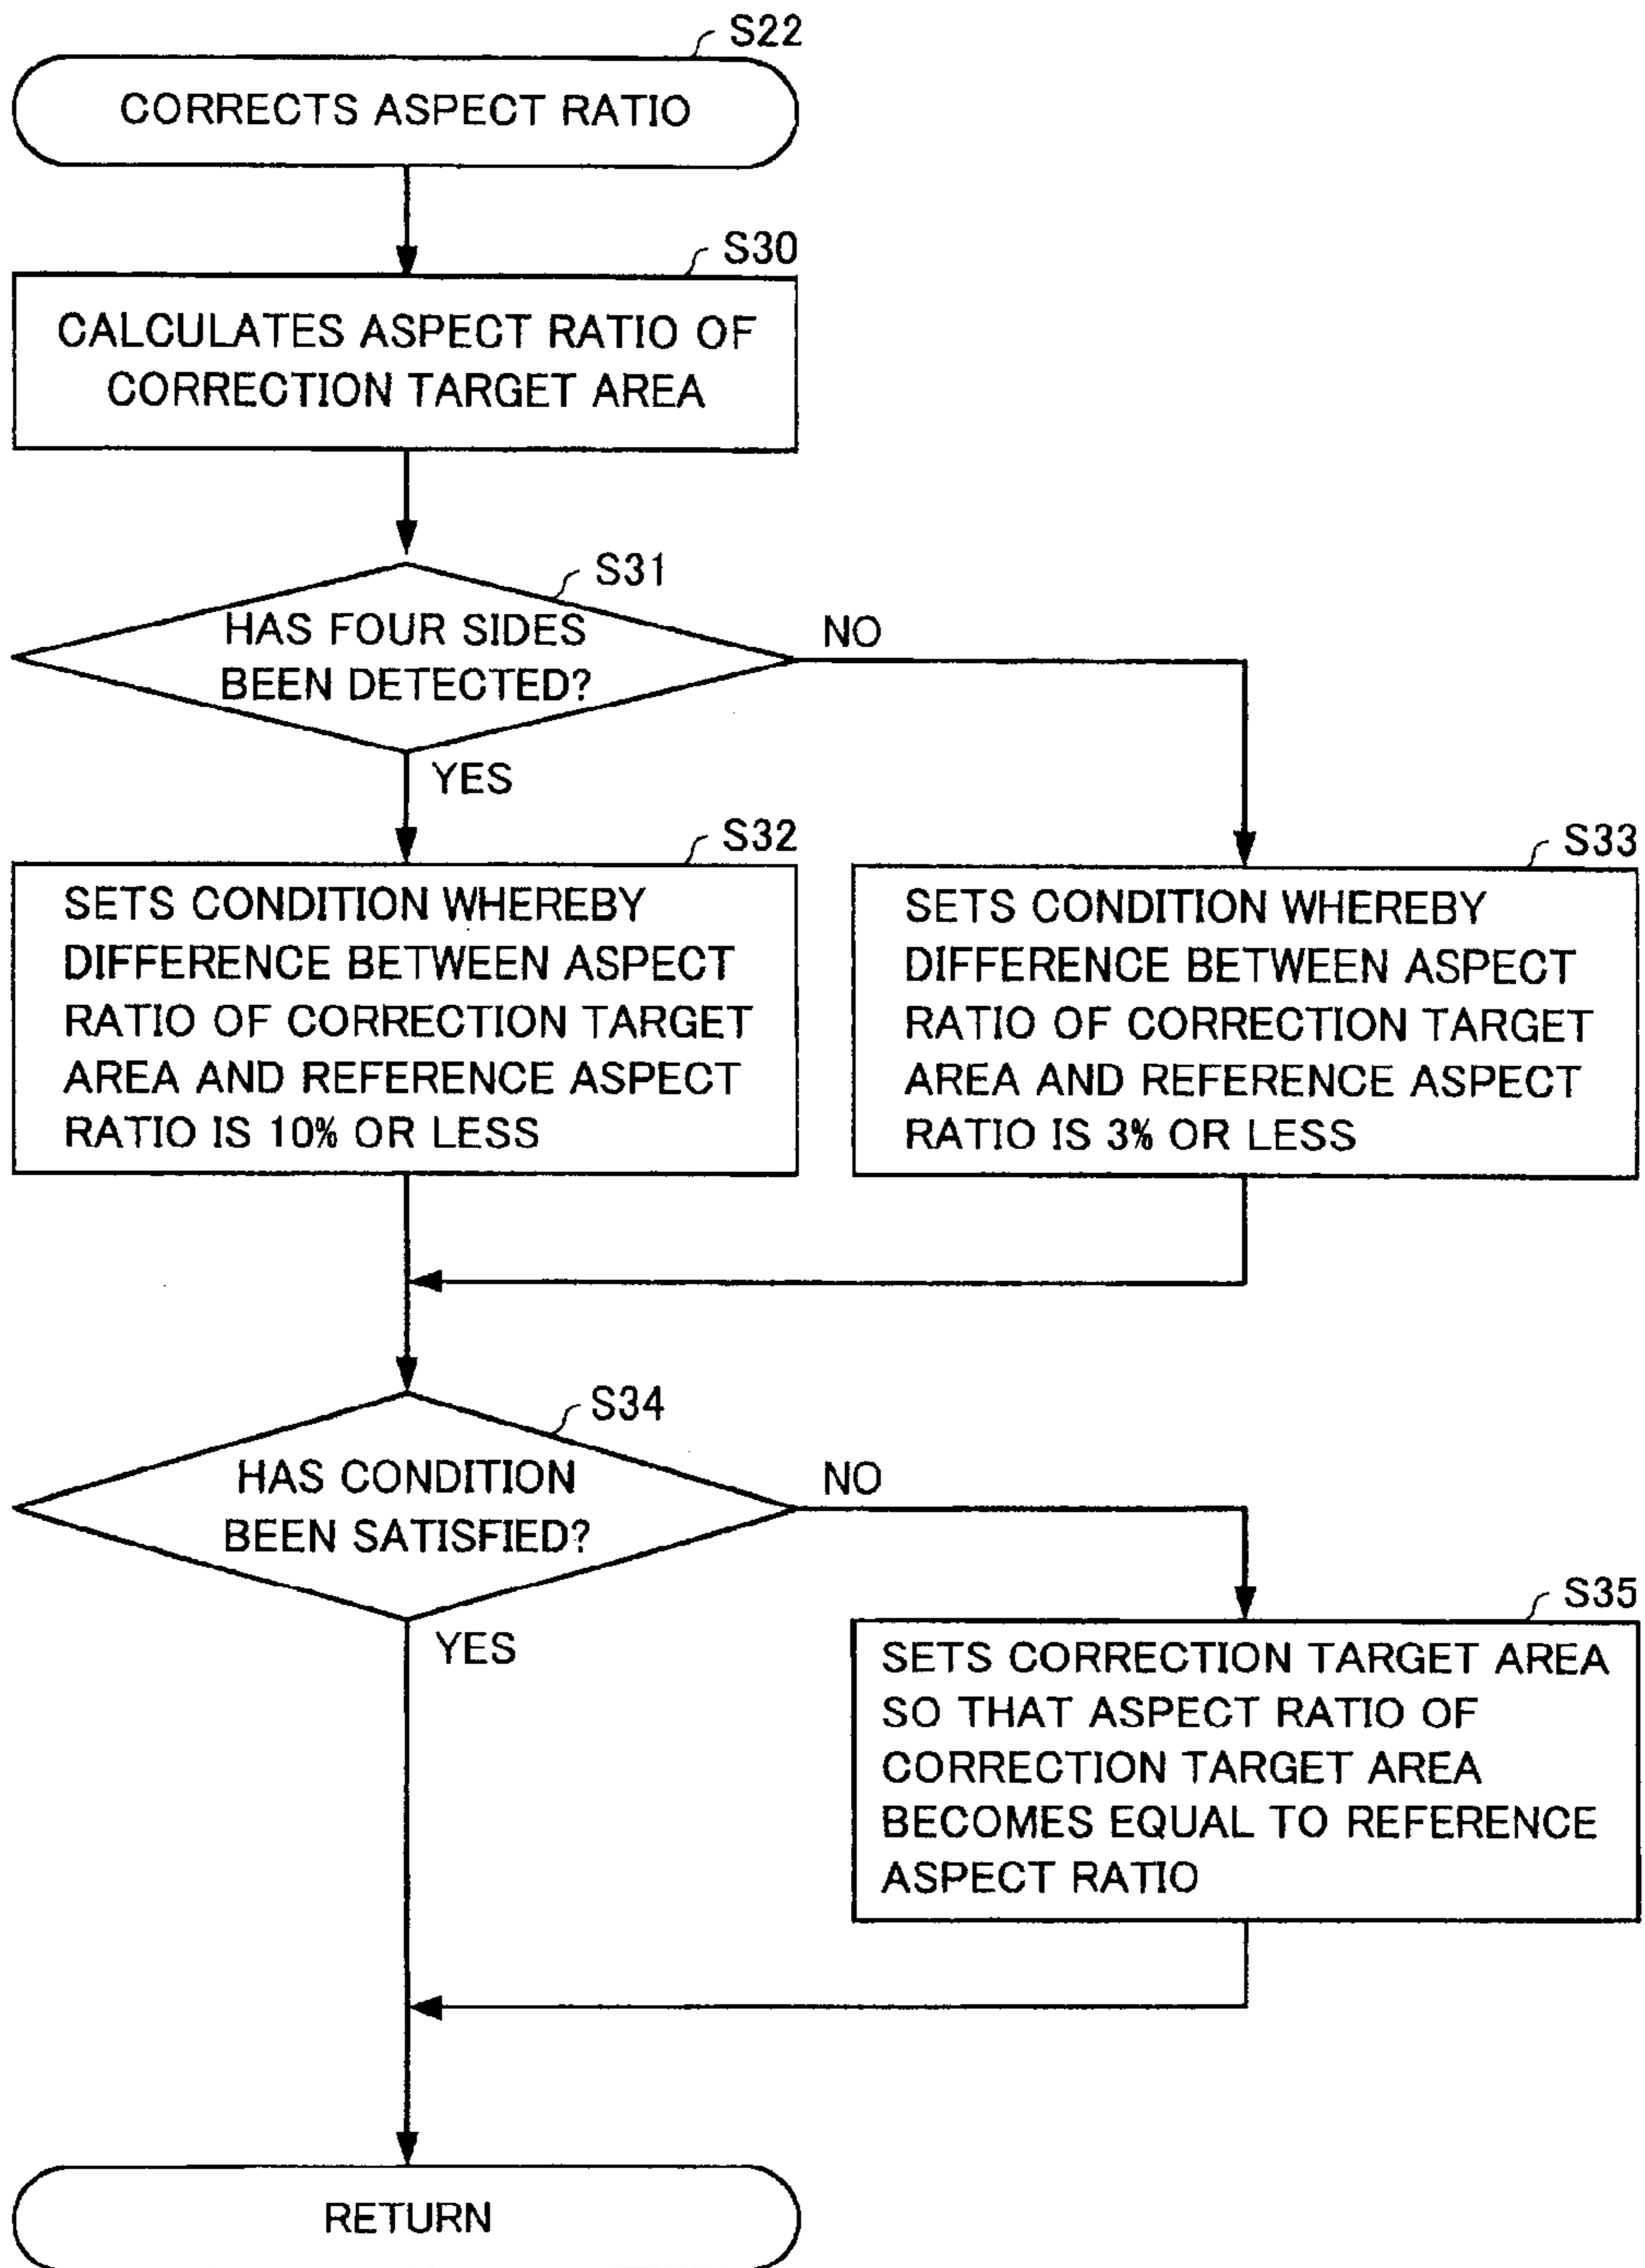 S22
CORRECTS ASPECT RATIO
S30
CALCULATES ASPECT RATIO OF
CORRECTION TARGET AREA
S31
HAS FOUR SIDES
BEEN DETECTED?
NO
YES
S32
SETS CONDITION WHEREBY
DIFFERENCE BETWEEN ASPECT
RATIO OF CORRECTION TARGET
AREA AND REFERENCE ASPECT
RATIO IS 10% OR LESS
S33
SETS CONDITION WHEREBY
DIFFERENCE BETWEEN ASPECT
RATIO OF CORRECTION TARGET
AREA AND REFERENCE ASPECT
RATIO IS 3% OR LESS
S34
HAS CONDITION
BEEN SATISFIED?
NO
YES
S35
SETS CORRECTION TARGET AREA
SO THAT ASPECT RATIO OF
CORRECTION TARGET AREA
BECOMES EQUAL TO REFERENCE
ASPECT RATIO
RETURN